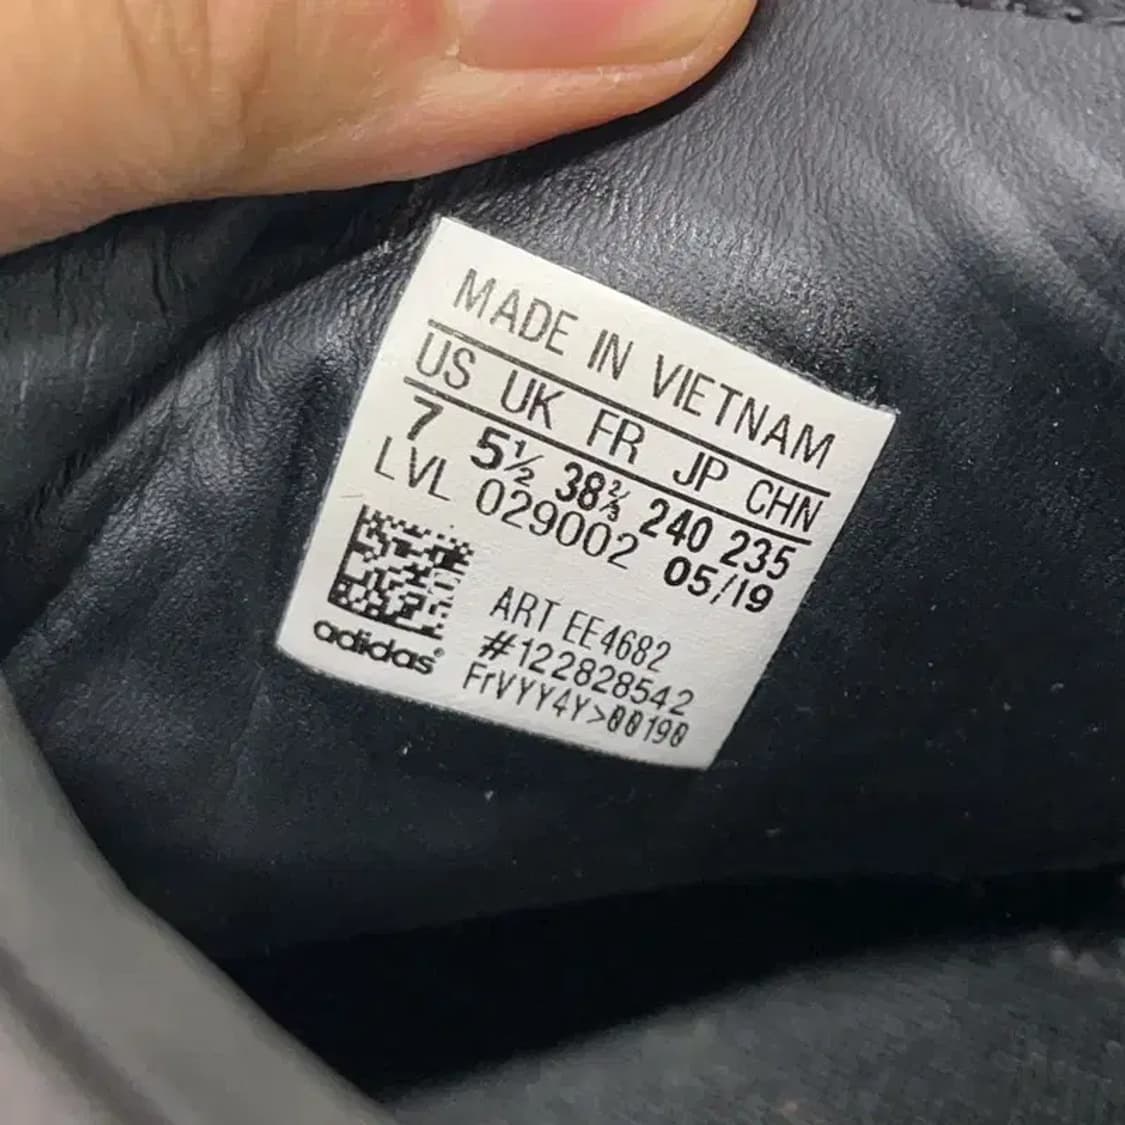 MADE IN VIETNAM
US UK FR JP CHN
7 5½ 38⅔ 240 235
LVL 029002 05/19
ART EE4682
#122828542
FrVYY4Y>00190
adidas®